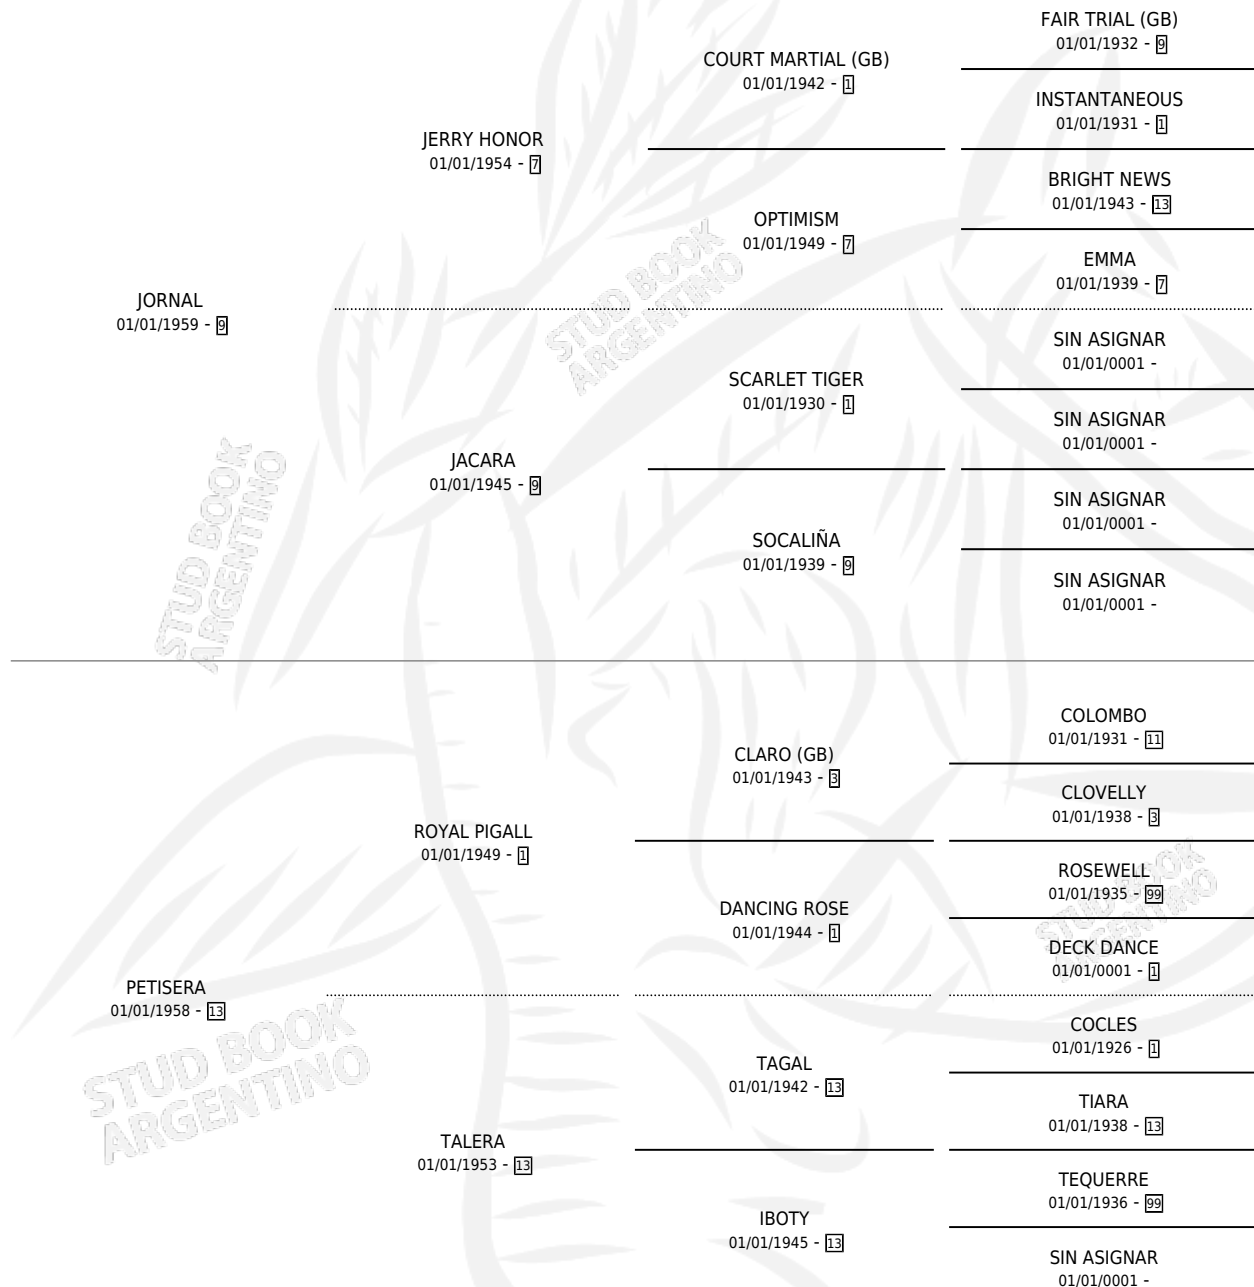 FAIR TRIAL (GB)
01/01/1932 - 9
COURT MARTIAL (GB)
01/01/1942 - 1
INSTANTANEOUS
01/01/1931 - 1
JERRY HONOR
01/01/1954 - 7
BRIGHT NEWS
01/01/1943 - 13
OPTIMISM
01/01/1949 - 7
EMMA
01/01/1939 - 7
JORNAL
01/01/1959 - 9
SIN ASIGNAR
01/01/0001 -
SCARLET TIGER
01/01/1930 - 1
SIN ASIGNAR
01/01/0001 -
JACARA
01/01/1945 - 9
SIN ASIGNAR
01/01/0001 -
SOCALIÑA
01/01/1939 - 9
SIN ASIGNAR
01/01/0001 -
STUD BOOK
ARGENTINO
STUD BOOK
ARGENTINO
COLOMBO
01/01/1931 - 11
CLARO (GB)
01/01/1943 - 3
CLOVELLY
01/01/1938 - 3
ROYAL PIGALL
01/01/1949 - 1
ROSEWELL
01/01/1935 - 99
DANCING ROSE
01/01/1944 - 1
DECK DANCE
01/01/0001 - 1
PETISERA
01/01/1958 - 13
COCLES
01/01/1926 - 1
TAGAL
01/01/1942 - 13
TIARA
01/01/1938 - 13
TALERA
01/01/1953 - 13
TEQUERRE
01/01/1936 - 99
IBOTY
01/01/1945 - 13
SIN ASIGNAR
01/01/0001 -
STUD BOOK
ARGENTINO
STUD BOOK
ARGENTINO